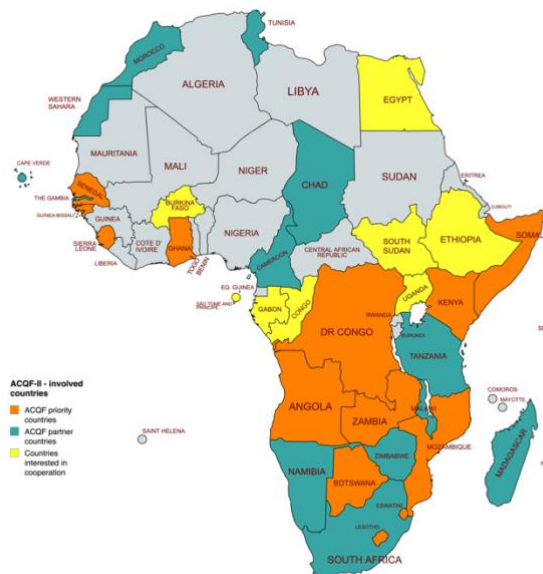 TUNISIA
MOROCCO
ALGERIA
LIBYA
EGYPT
WESTERN
SAHARA
CAPE VERDE
MAURITANIA
MALI
NIGER
CHAD
SUDAN
ERITREA
DJIBOUTI
SENEGAL
THE GAMBIA
GUINEA-BISSAU
GUINEA
BURKINA
FASO
SIERRA
LEONE
LIBERIA
COTE D'
IVOIRE
GHANA
TOGO
BENIN
NIGERIA
CAMEROON
CENTRAL AFRICAN
REPUBLIC
SOUTH
SUDAN
ETHIOPIA
SOMAL
EQ. GUINEA
SÃO TOME AND
PRINCIPE
GABON
CONGO
DR CONGO
UGANDA
KENYA
RWANDA
BURUNDI
TANZANIA
ACQF-II - involved
countries
ACQF priority
countries
ACQF partner
countries
Countries
interested in
cooperation
SAINT HELENA
ANGOLA
ZAMBIA
MALAWI
MOZAMBIQUE
COMOROS
MAYOTTE
MADAGASCAR
NAMIBIA
ZIMBABWE
BOTSWANA
ESWATINI
LESOTHO
SOUTH AFRICA